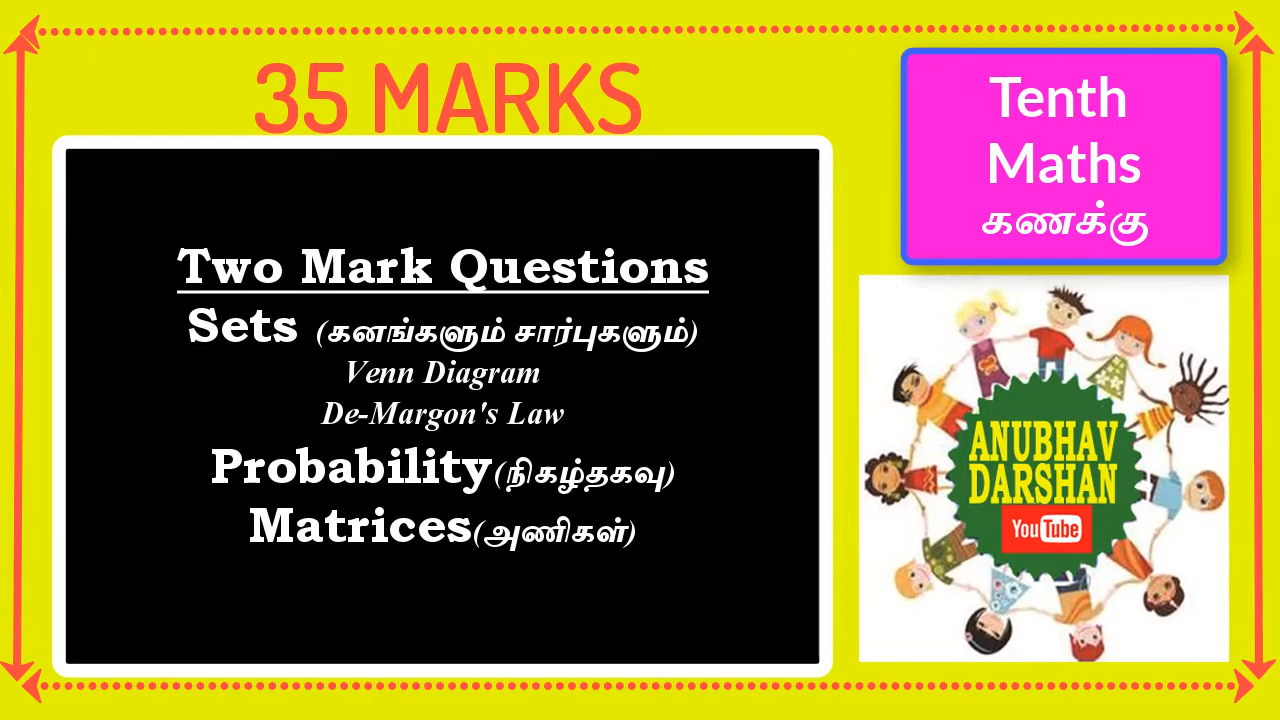 35 MARKS
Two Mark Questions
Sets (கனங்களும் சார்புகளும்)
Venn Diagram
De-Margon's Law
Probability(நிகழ்தகவு)
Matrices(அணிகள்)
Tenth
Maths
கணக்கு
ANUBHAV
DARSHAN
YouTube